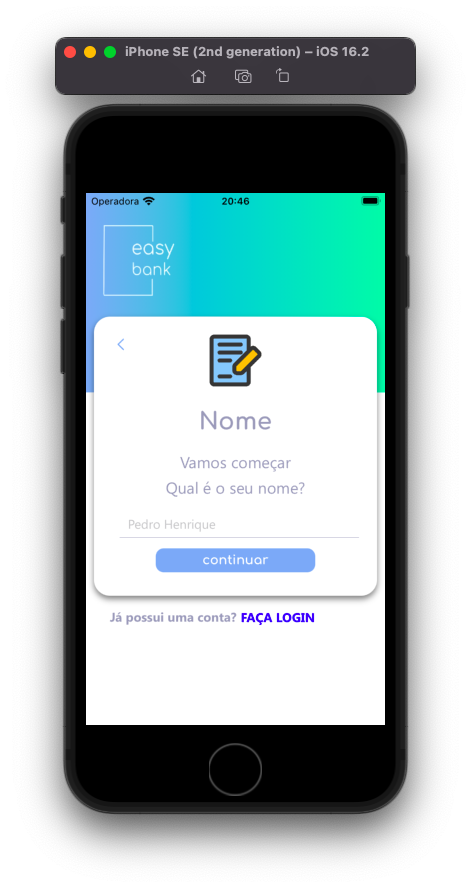 iPhone SE (2nd generation) – iOS 16.2
Operadora 20:46
easy
bank
Nome
Vamos começar
Qual é o seu nome?
Pedro Henrique
continuar
Já possui uma conta? FAÇA LOGIN